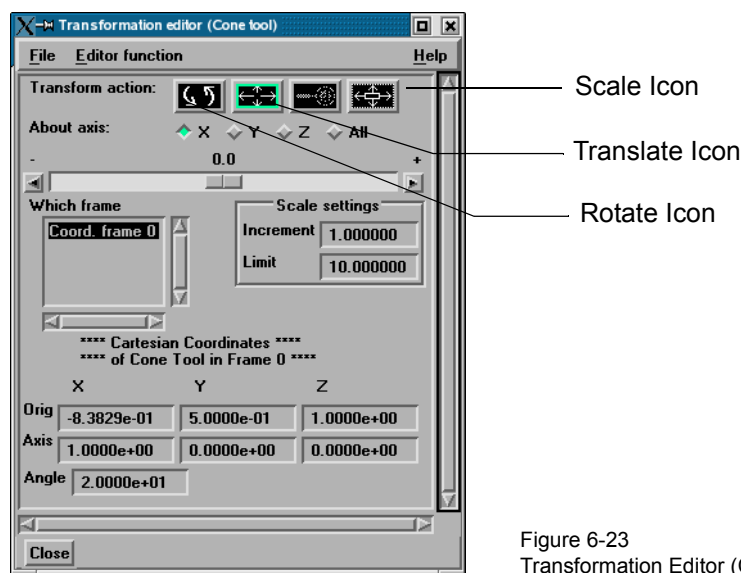 Transformation editor (Cone tool)
File Editor function Help
Transform action:
Scale Icon
About axis: X Y Z All
Translate Icon
- 0.0 +
Which frame Scale settings
Rotate Icon
Coord. frame 0 Increment 1.000000
Limit 10.000000
**** Cartesian Coordinates ****
**** of Cone Tool in Frame 0 ****
X Y Z
Orig -8.3829e-01 5.0000e-01 1.0000e+00
Axis 1.0000e+00 0.0000e+00 0.0000e+00
Angle 2.0000e+01
Close
Figure 6-23
Transformation Editor (